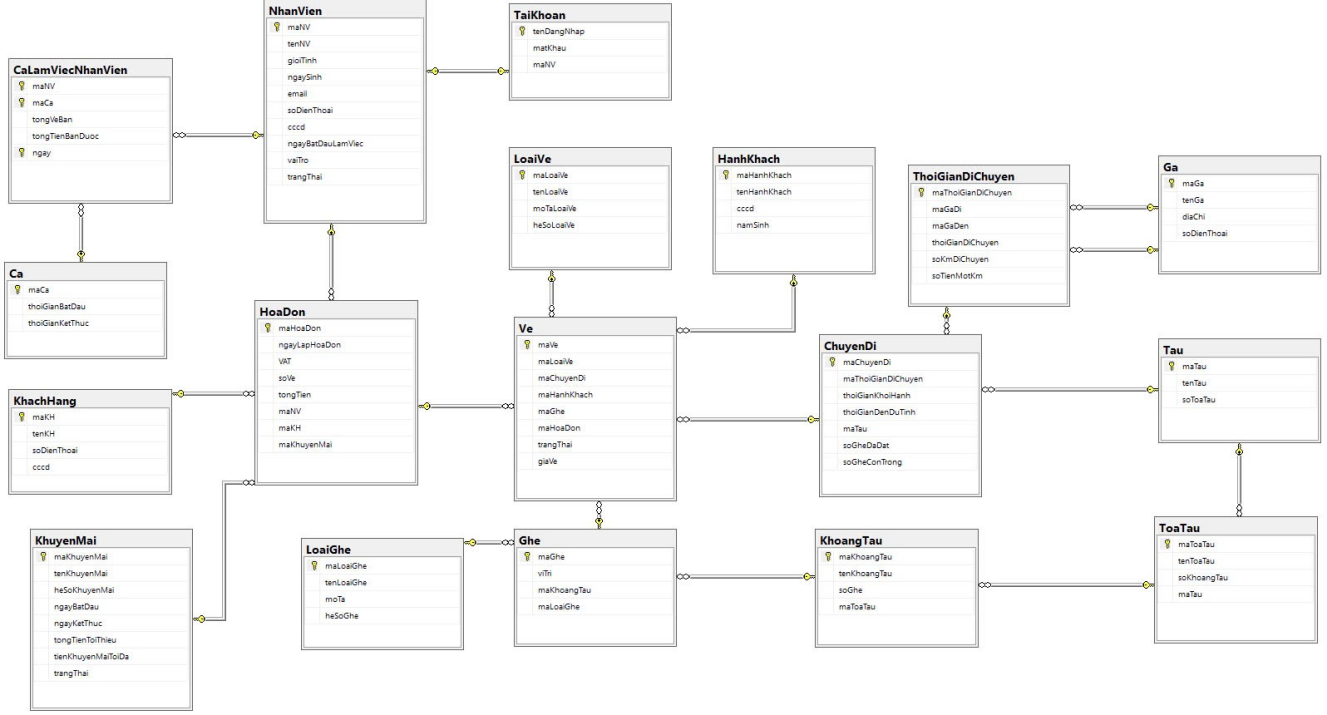 NhanVien
maNV
tenNV
gioiTinh
ngaySinh
email
soDienThoai
cccd
ngayBatDauLamViec
vaiTro
trangThai
TaiKhoan
tenDangNhap
matKhau
maNV
CaLamViecNhanVien
maNV
maCa
tongVeBan
tongTienBanDuoc
ngay
LoaiVe
maLoaiVe
tenLoaiVe
moTaLoaiVe
heSoLoaiVe
HanhKhach
maHanhKhach
tenHanhKhach
cccd
namSinh
ThoiGianDiChuyen
maThoiGianDiChuyen
maGaDi
maGaDen
thoiGianDiChuyen
soKmDiChuyen
soTienMotKm
Ga
maGa
tenGa
diaChi
soDienThoai
Ca
maCa
thoiGianBatDau
thoiGianKetThuc
HoaDon
maHoaDon
ngayLapHoaDon
VAT
soVe
tongTien
maNV
maKH
maKhuyenMai
Ve
maVe
maLoaiVe
maChuyenDi
maHanhKhach
maGhe
maHoaDon
trangThai
giaVe
ChuyenDi
maChuyenDi
maThoiGianDiChuyen
thoiGianKhoiHanh
thoiGianDenDuTinh
maTau
soGheDaDat
soGheConTrong
Tau
maTau
tenTau
soToaTau
KhachHang
maKH
tenKH
soDienThoai
cccd
KhuyenMai
maKhuyenMai
tenKhuyenMai
heSoKhuyenMai
ngayBatDau
ngayKetThuc
tongTienToiThieu
tienKhuyenMaiToiDa
trangThai
LoaiGhe
maLoaiGhe
tenLoaiGhe
moTa
heSoGhe
Ghe
maGhe
viTri
maKhoangTau
maLoaiGhe
KhoangTau
maKhoangTau
tenKhoangTau
soGhe
maToaTau
ToaTau
maToaTau
tenToaTau
soKhoangTau
maTau